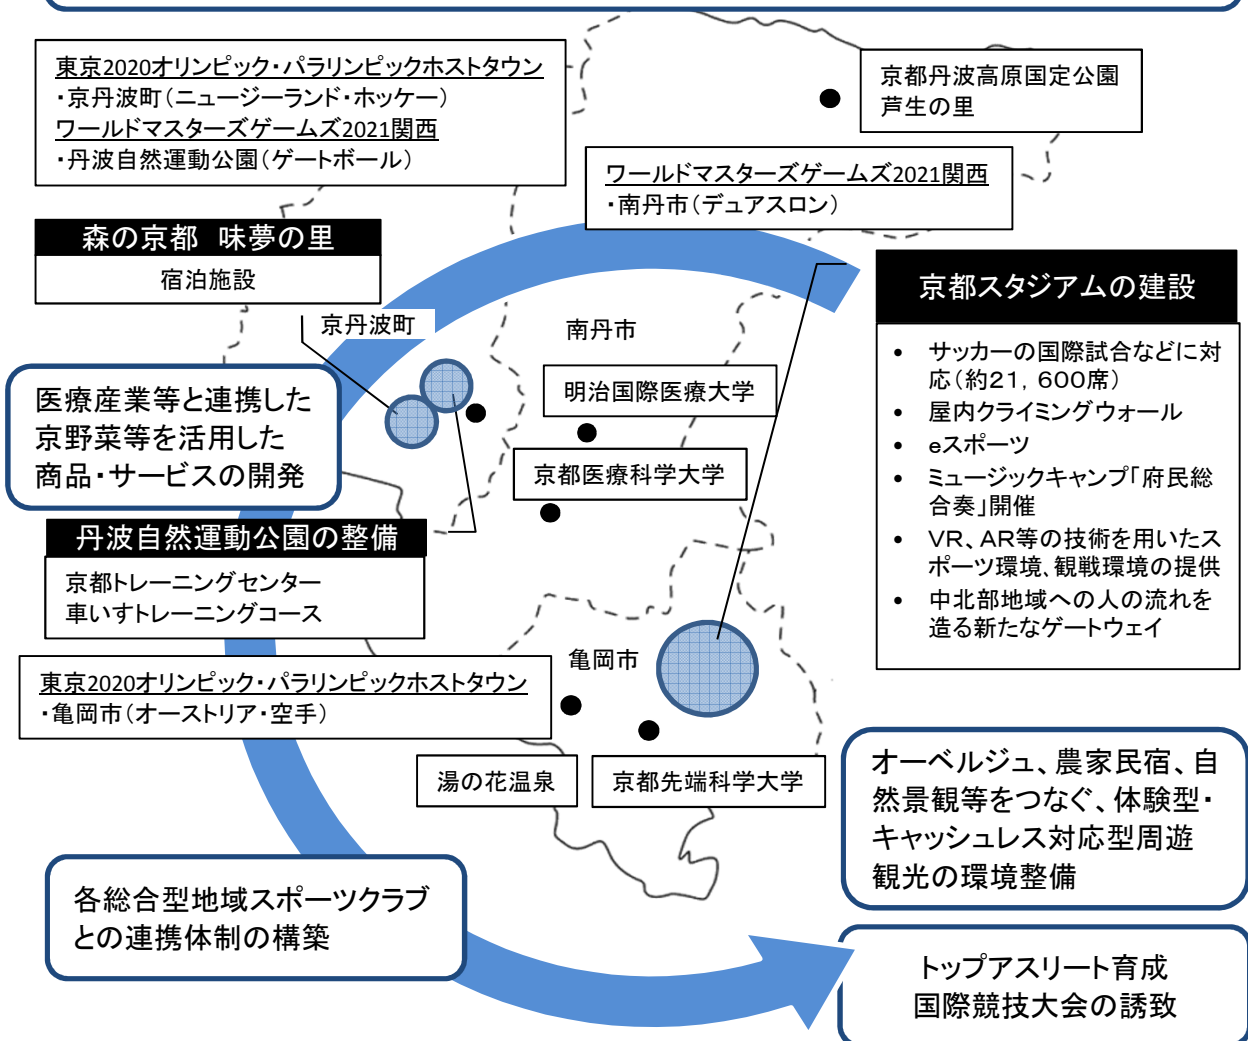 東京2020オリンピック・パラリンピックホストタウン
・京丹波町（ニュージーランド・ホッケー）
ワールドマスターズゲームズ2021関西
・丹波自然運動公園（ゲートボール）
京都丹波高原国定公園
芦生の里
ワールドマスターズゲームズ2021関西
・南丹市（デュアスロン）
森の京都　味夢の里
宿泊施設
京都スタジアムの建設
• サッカーの国際試合などに対
応（約21，600席）
• 屋内クライミングウォール
• eスポーツ
• ミュージックキャンプ「府民総
合奏」開催
• VR、AR等の技術を用いたス
ポーツ環境、観戦環境の提供
• 中北部地域への人の流れを
造る新たなゲートウェイ
京丹波町
南丹市
医療産業等と連携した
京野菜等を活用した
商品・サービスの開発
明治国際医療大学
京都医療科学大学
丹波自然運動公園の整備
京都トレーニングセンター
車いすトレーニングコース
亀岡市
東京2020オリンピック・パラリンピックホストタウン
・亀岡市（オーストリア・空手）
湯の花温泉
京都先端科学大学
オーベルジュ、農家民宿、自
然景観等をつなぐ、体験型・
キャッシュレス対応型周遊
観光の環境整備
各総合型地域スポーツクラブ
との連携体制の構築
トップアスリート育成
国際競技大会の誘致